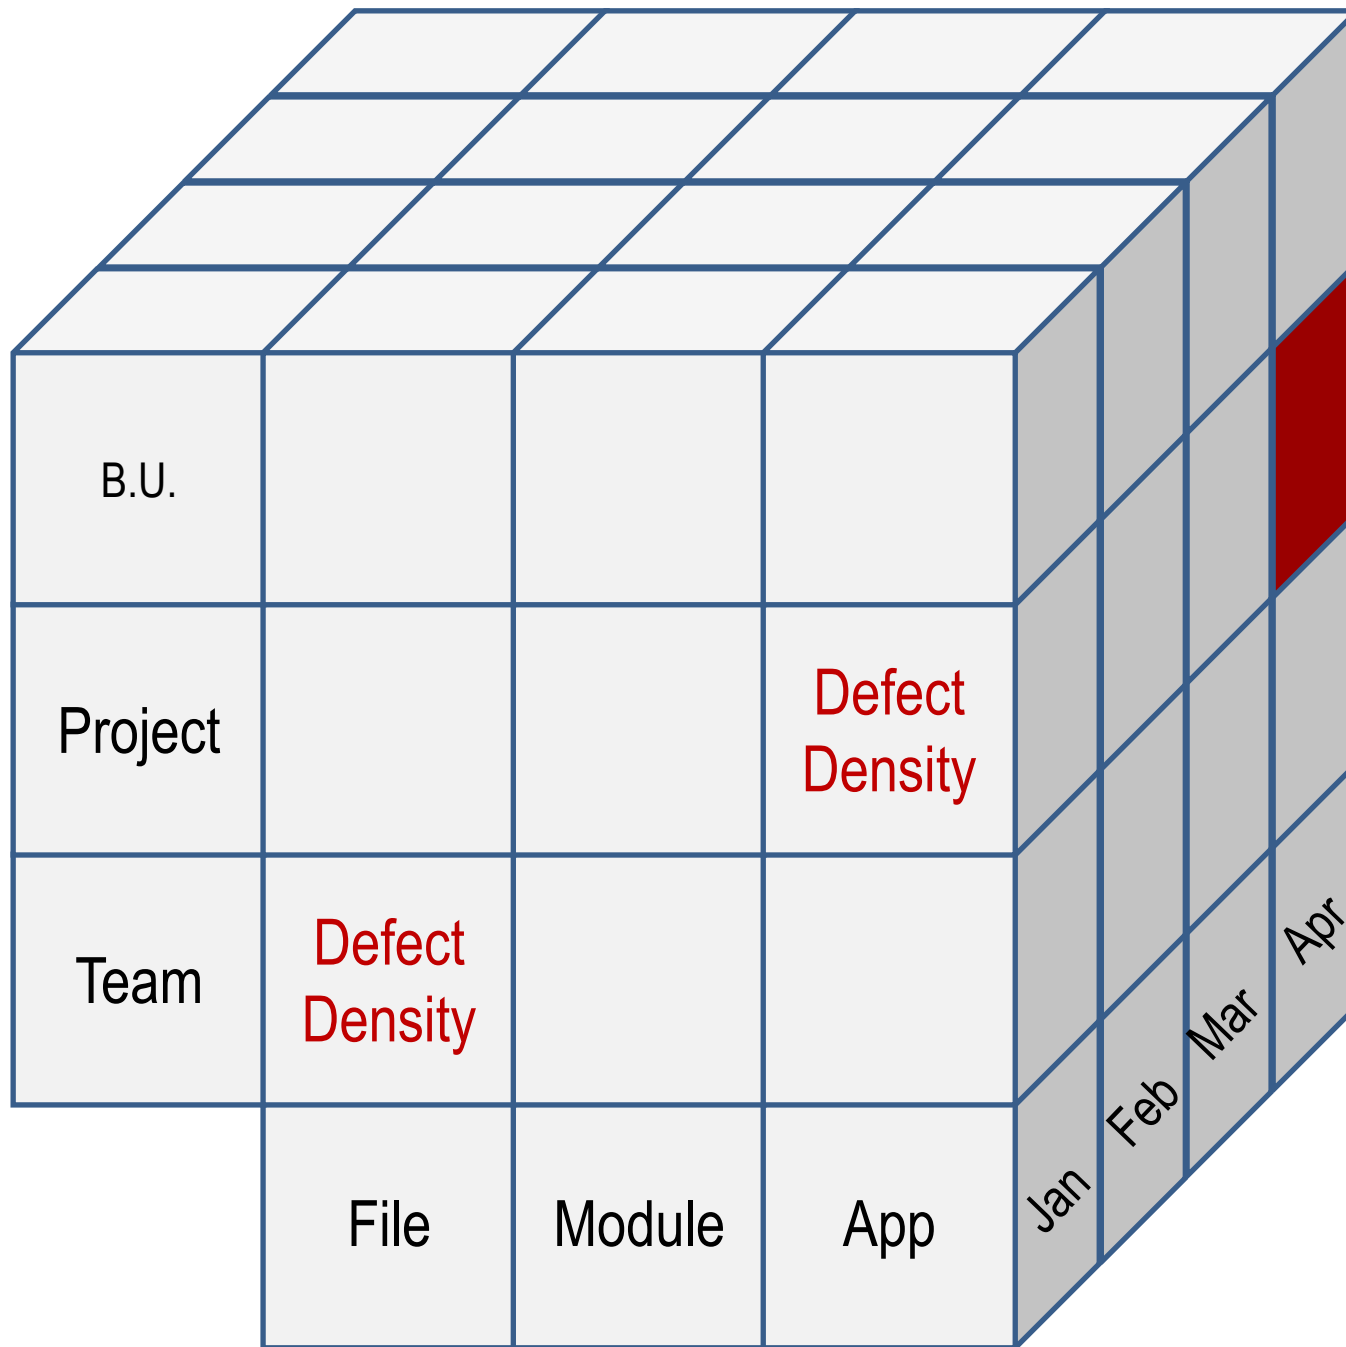 B.U.
Project
Defect
Density
Team
Defect
Density
File
Module
App
Jan
Feb
Mar
Apr